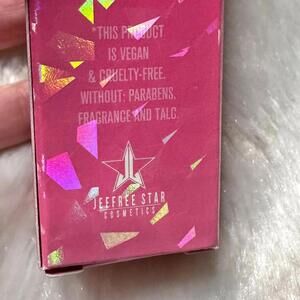 *THIS PRODUCT
IS VEGAN
& CRUELTY-FREE.
WITHOUT: PARABENS,
FRAGRANCE AND TALC.
JEFFREE STAR
COSMETICS